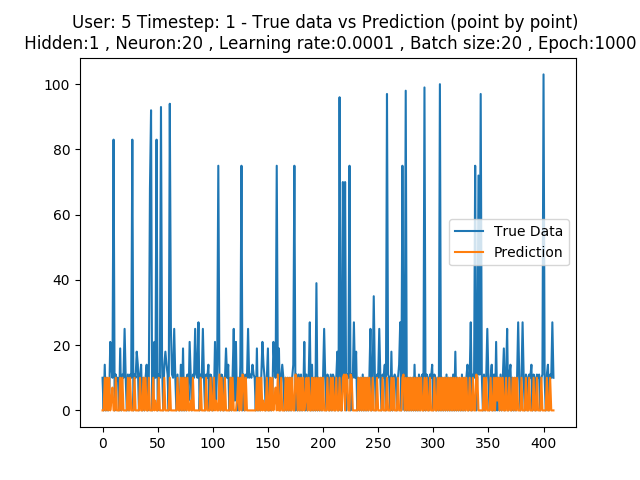 User: 5 Timestep: 1 - True data vs Prediction (point by point)
Hidden:1 , Neuron:20 , Learning rate:0.0001 , Batch size:20 , Epoch:1000
100
80
60
40
20
0
True Data
Prediction
0 50 100 150 200 250 300 350 400